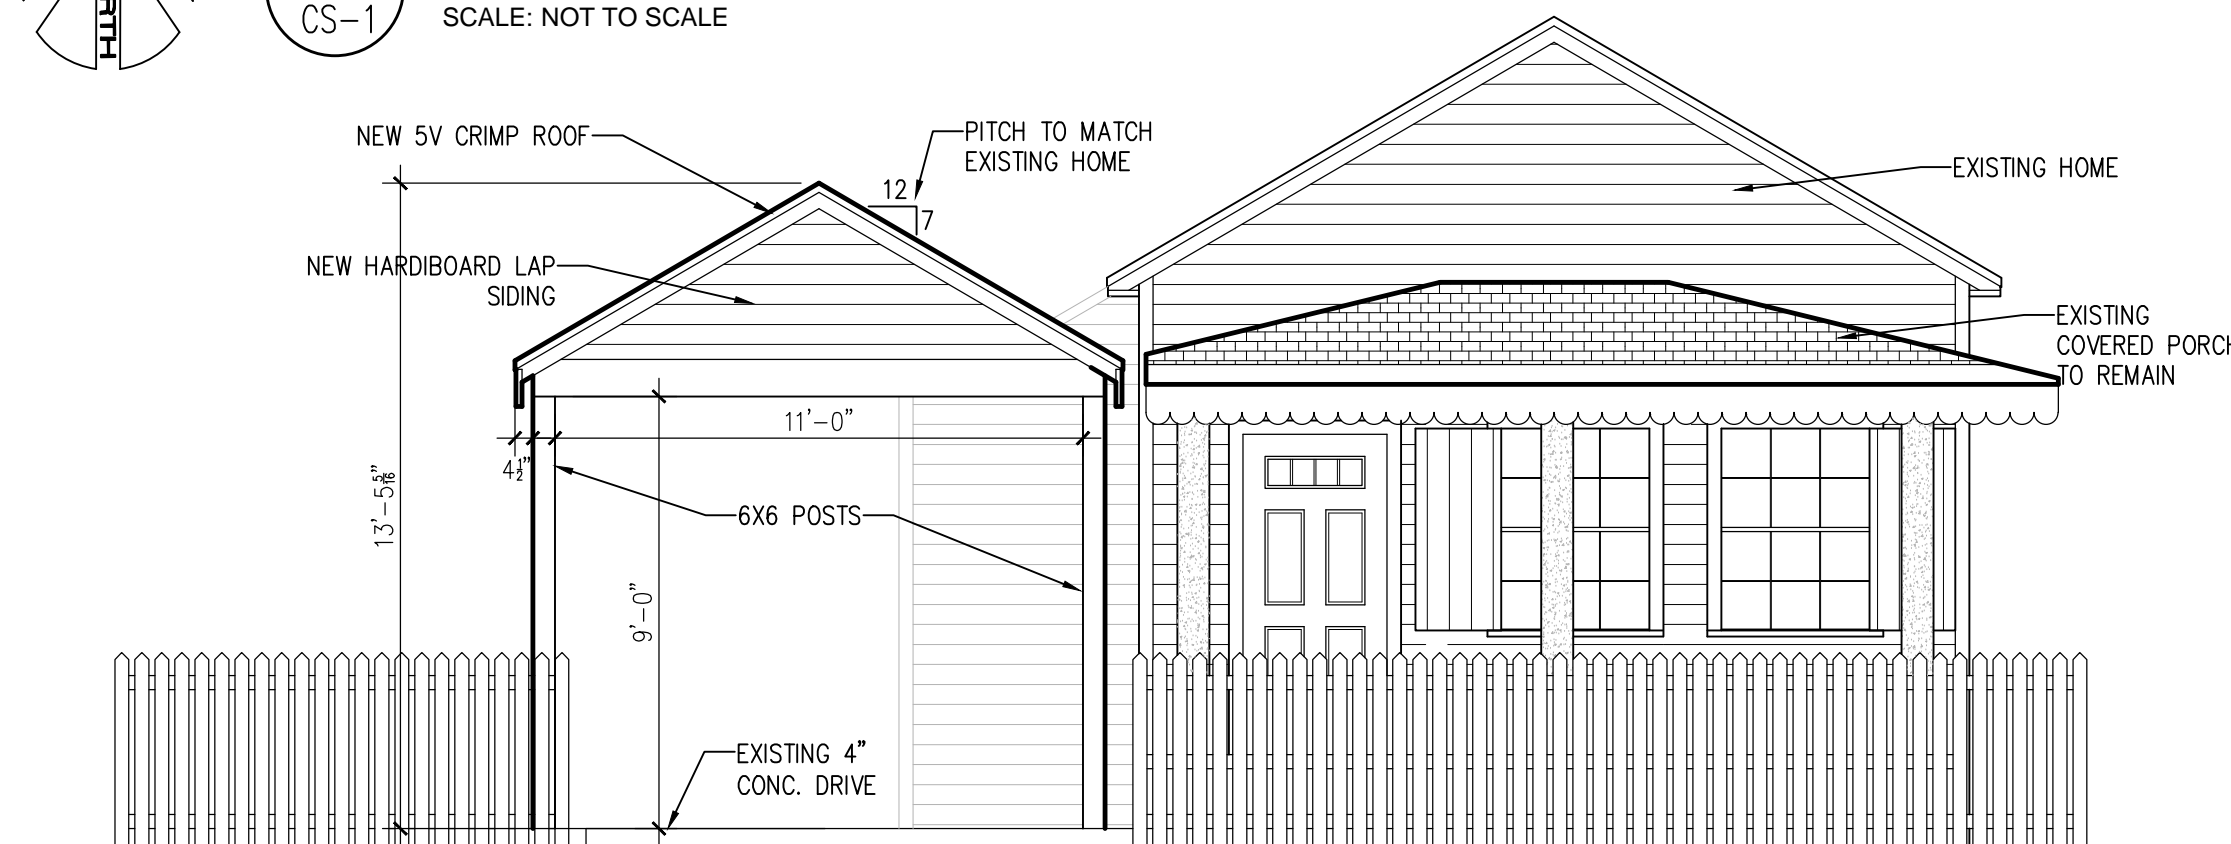 RTH
CS-1
SCALE: NOT TO SCALE
NEW 5V CRIMP ROOF
PITCH TO MATCH
EXISTING HOME
12
7
EXISTING HOME
NEW HARDIBOARD LAP
SIDING
EXISTING
COVERED PORCH
TO REMAIN
11'-0"
4½"
13'-5 5/16"
6X6 POSTS
9'-0"
EXISTING 4"
CONC. DRIVE